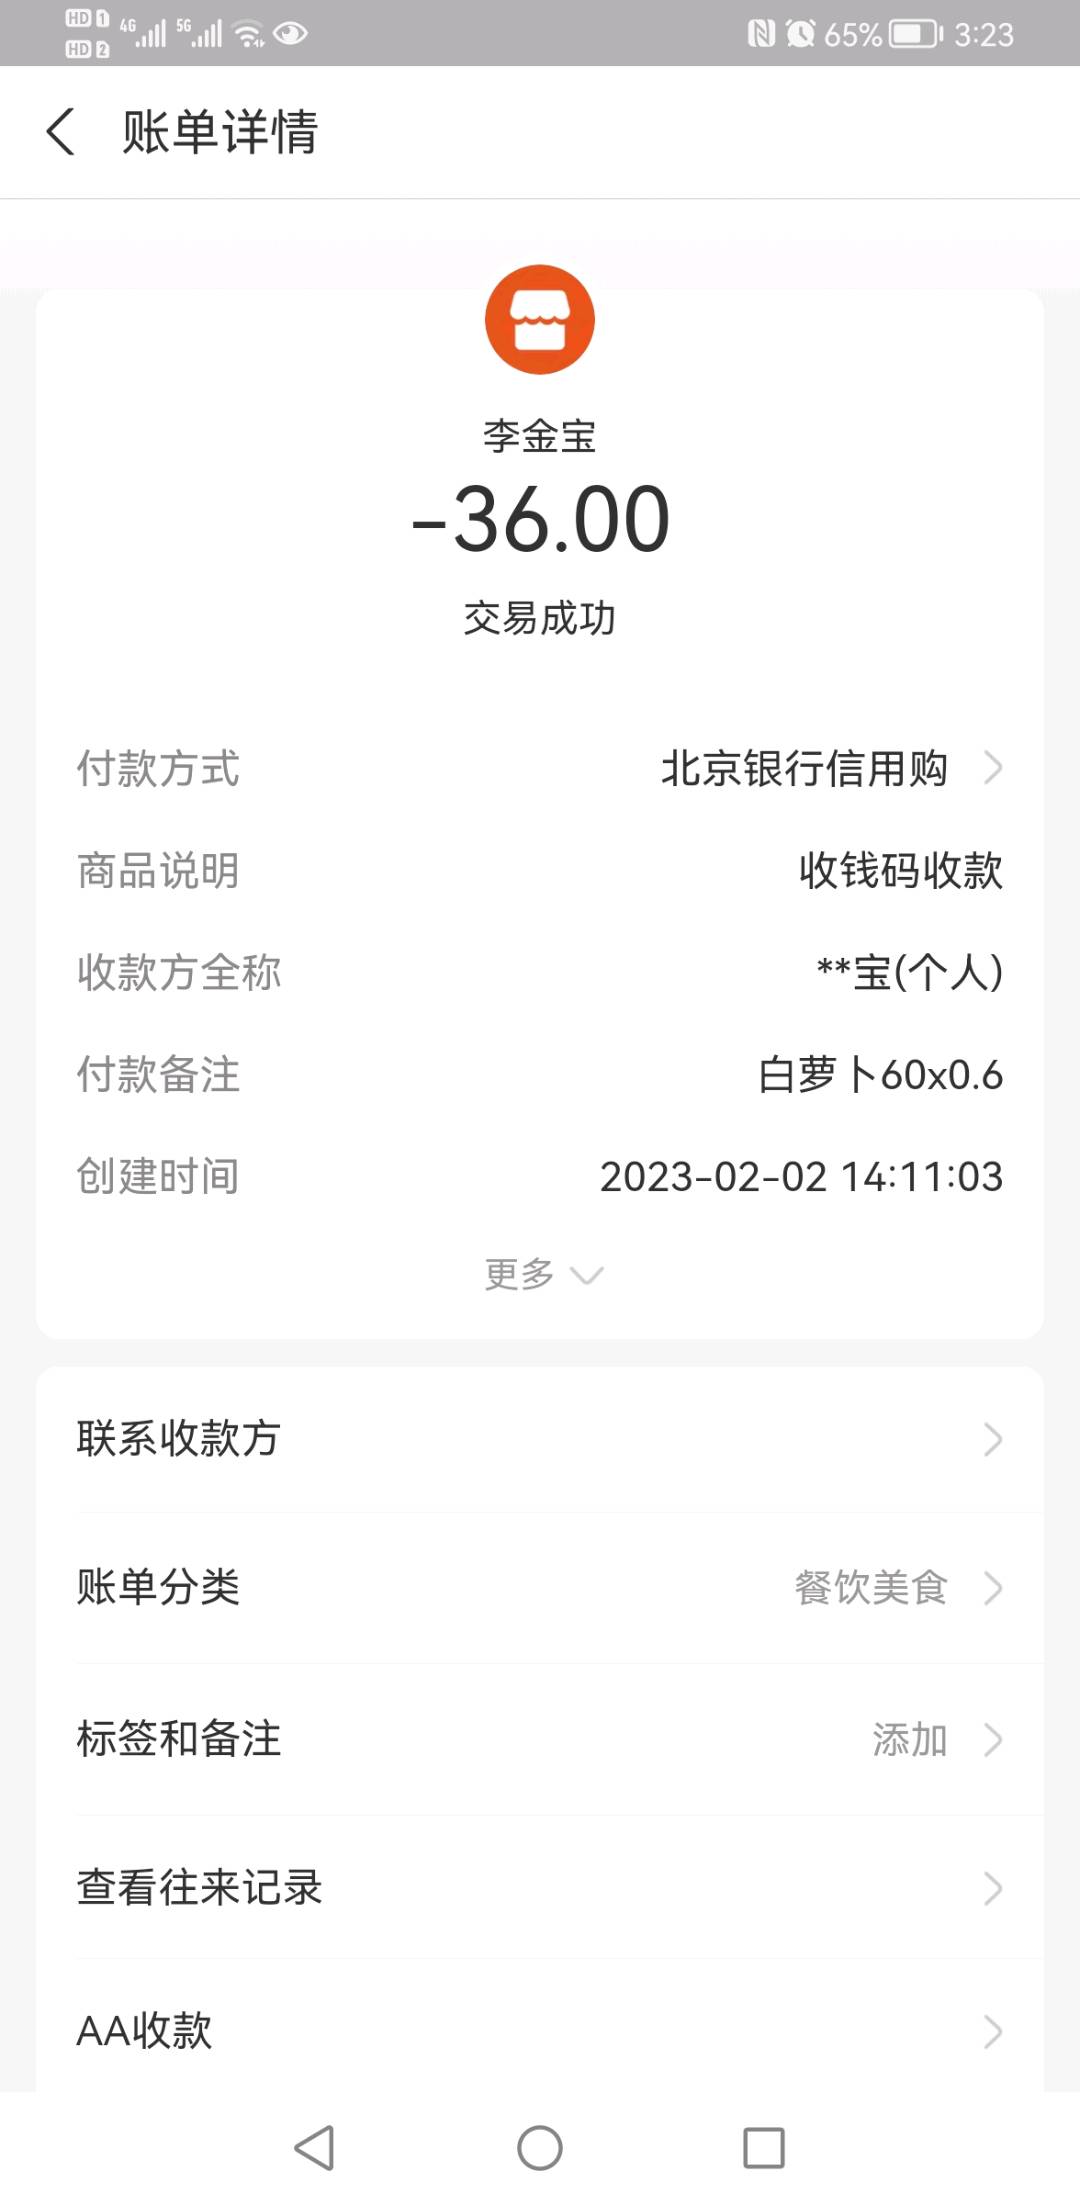 HD 1 4G 5G 65% 3:23
HD 2
账单详情
李金宝
-36.00
交易成功
付款方式 北京银行信用购
商品说明 收钱码收款
收款方全称 **宝(个人)
付款备注 白萝卜60x0.6
创建时间 2023-02-02 14:11:03
更多
联系收款方
账单分类 餐饮美食
标签和备注 添加
查看往来记录
AA收款